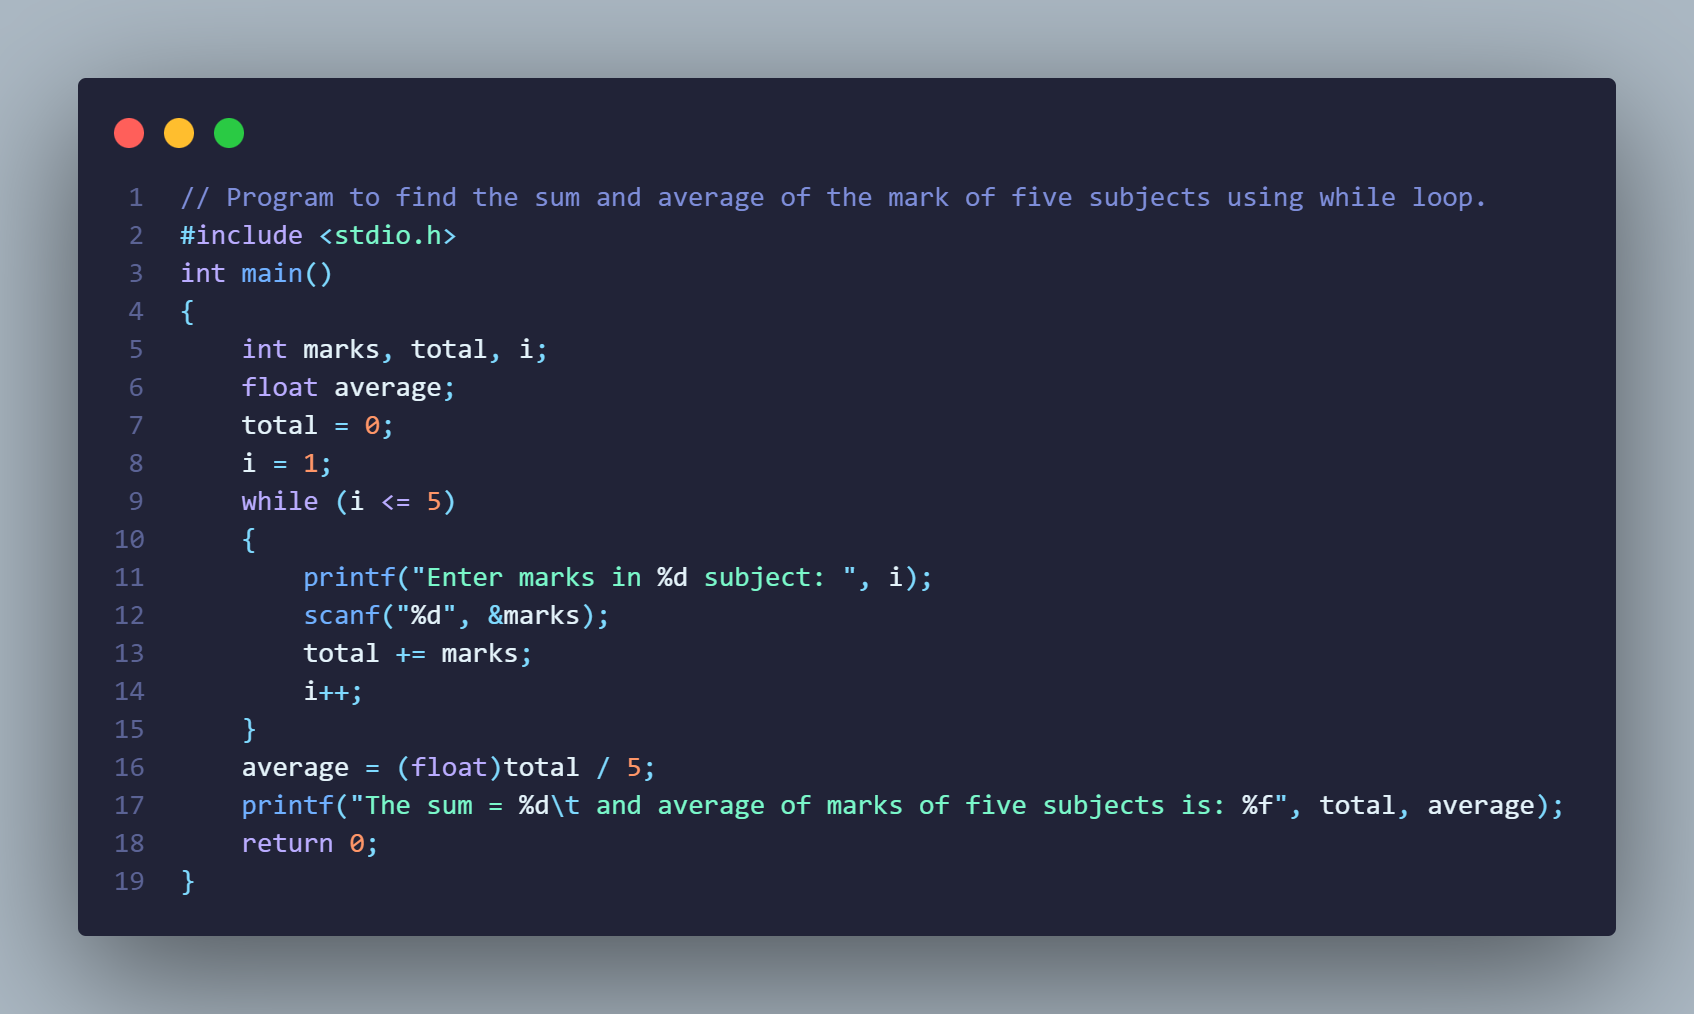 1 // Program to find the sum and average of the mark of five subjects using while loop.
2 #include <stdio.h>
3 int main()
4 {
5     int marks, total, i;
6     float average;
7     total = 0;
8     i = 1;
9     while (i <= 5)
10     {
11         printf("Enter marks in %d subject: ", i);
12         scanf("%d", &marks);
13         total += marks;
14         i++;
15     }
16     average = (float)total / 5;
17     printf("The sum = %d\t and average of marks of five subjects is: %f", total, average);
18     return 0;
19 }